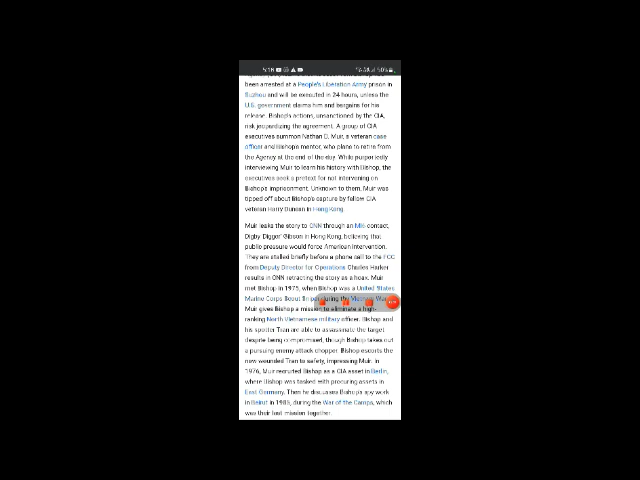 5:16
50%
been arrested at a People's Liberation Army prison in
Suzhou and will be executed in 24 hours, unless the
U.S. government claims him and bargains for his
release. Bishop's actions, unsanctioned by the CIA,
risk jeopardizing the agreement. A group of CIA
executives summon Nathan D. Muir, a veteran case
officer and Bishop's mentor, who plans to retire from
the Agency at the end of the day. While purportedly
interviewing Muir to learn his history with Bishop, the
executives seek a pretext for not intervening on
Bishop's imprisonment. Unknown to them, Muir was
tipped off about Bishop's capture by fellow CIA
veteran Harry Duncan in Hong Kong.
Muir leaks the story to CNN through an MI6 contact,
Digby "Digger" Gibson in Hong Kong, believing that
public pressure would force American intervention.
They are stalled briefly before a phone call to the FCC
from Deputy Director for Operations Charles Harker
results in CNN retracting the story as a hoax. Muir
met Bishop in 1975, when Bishop was a United States
Marine Corps Scout Sniper during the Vietnam War.
Muir gives Bishop a mission to eliminate a high-
ranking North Vietnamese military officer. Bishop and
his spotter Tran are able to assassinate the target
despite being compromised, though Bishop takes out
a pursuing enemy attack chopper. Bishop escorts the
now wounded Tran to safety, impressing Muir. In
1976, Muir recruited Bishop as a CIA asset in Berlin,
where Bishop was tasked with procuring assets in
East Germany. Then he discusses Bishop's spy work
in Beirut in 1985, during the War of the Camps, which
was their last mission together.